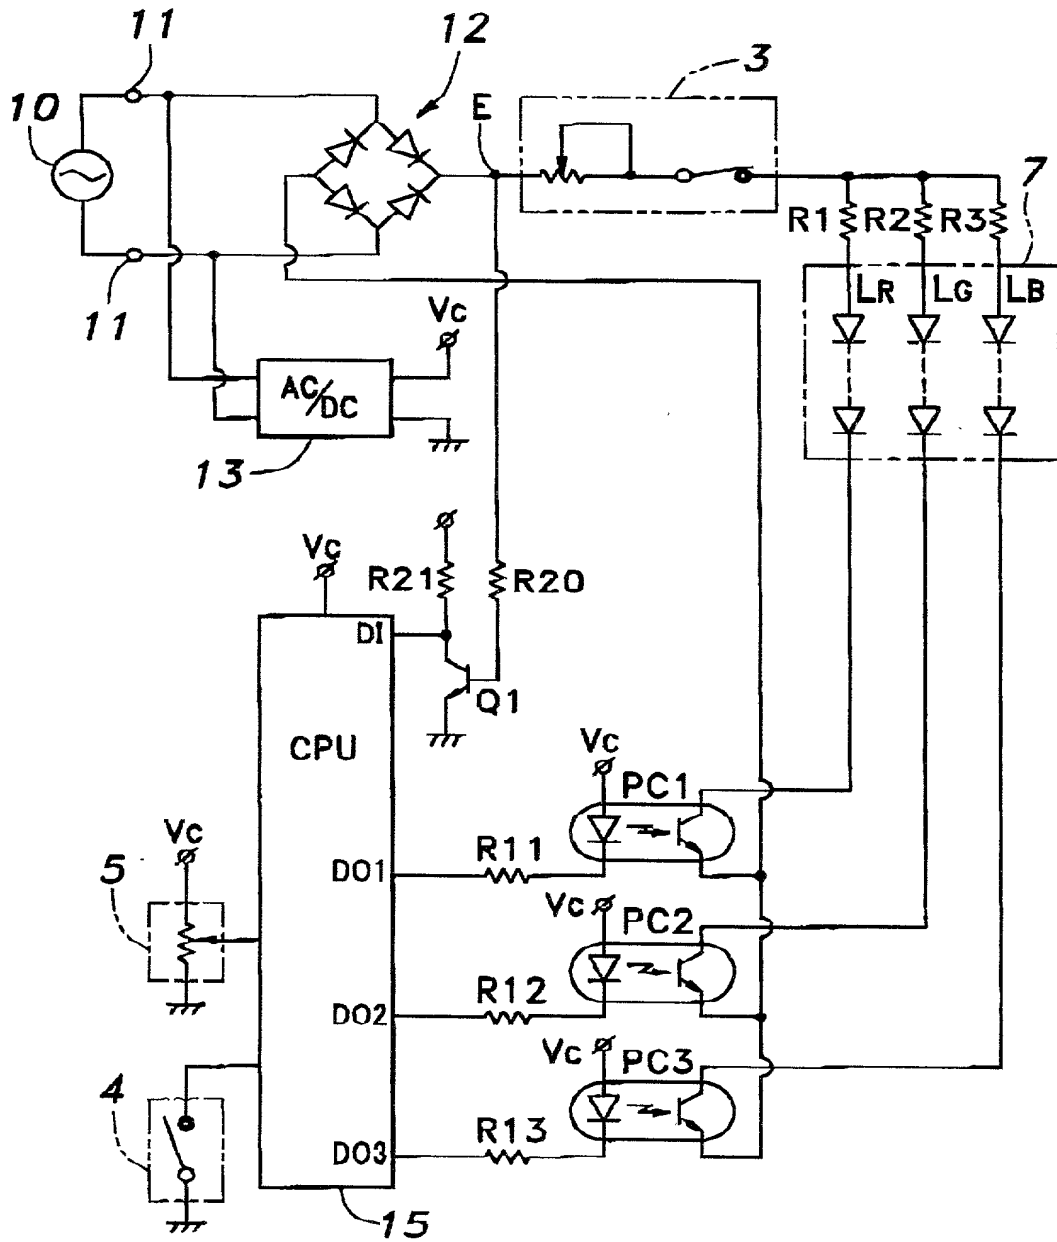 11
12
3
10
E
7
R1
R2
R3
LR
LG
LB
11
Vc
AC/DC
13
Vc
R21
R20
DI
Q1
CPU
Vc
PC1
Vc
R11
5
DO1
Vc
PC2
R12
DO2
Vc
PC3
4
R13
DO3
15